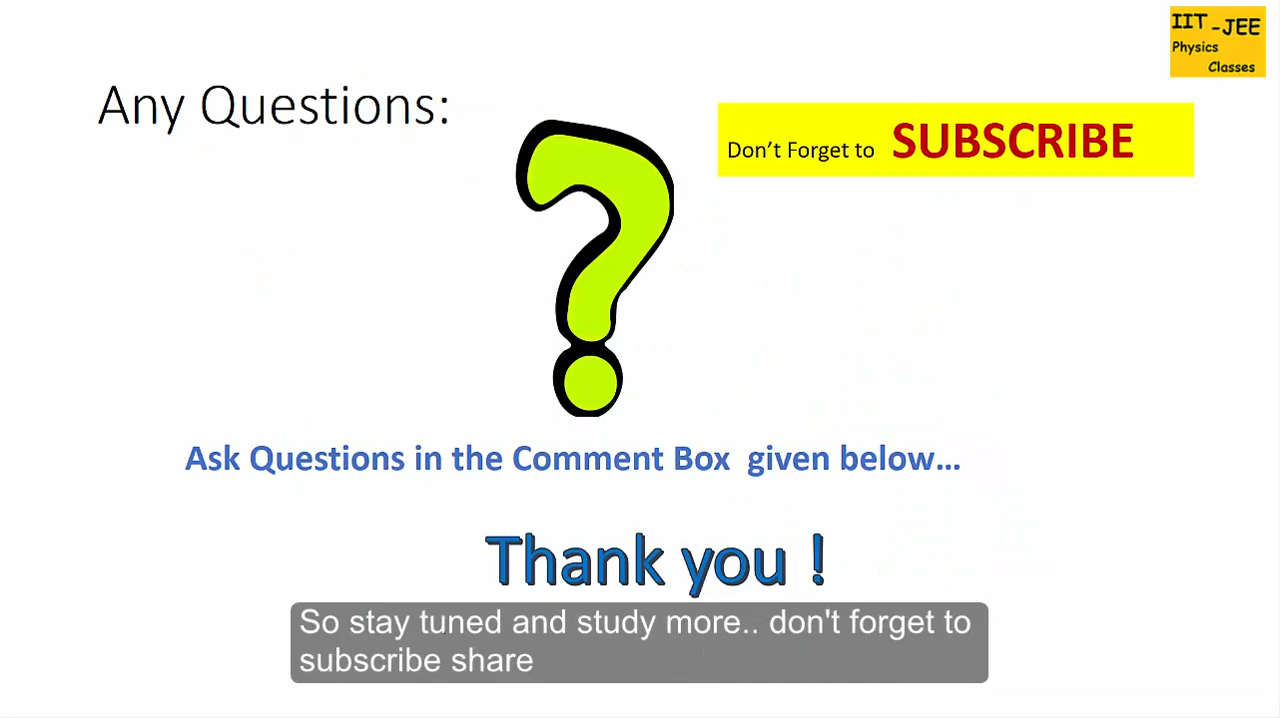 IIT -JEE
Physics
Classes
Any Questions:
Don't Forget to SUBSCRIBE
?
Ask Questions in the Comment Box given below...
Thank you !
So stay tuned and study more.. don't forget to
subscribe share